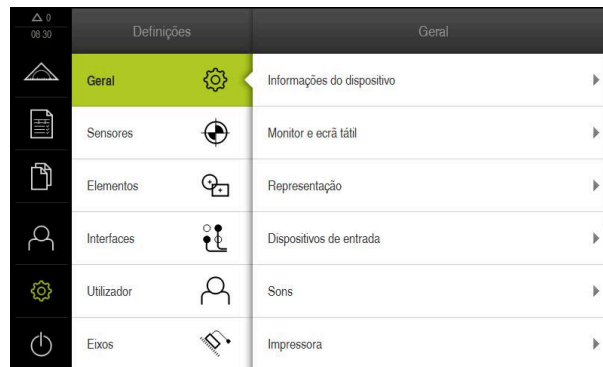 0
08 30
Definições
Geral
Geral
Sensores
Elementos
Interfaces
Utilizador
Eixos
Informações do dispositivo
Monitor e ecrã tátil
Representação
Dispositivos de entrada
Sons
Impressora